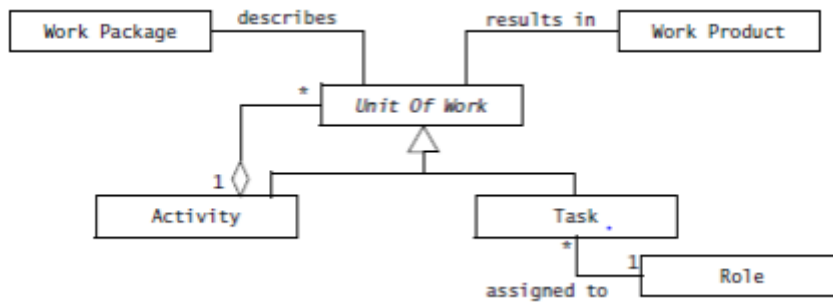 describes
results in
Work Package
Work Product
*
Unit Of Work
1
Activity
Task
*
1
Role
assigned to